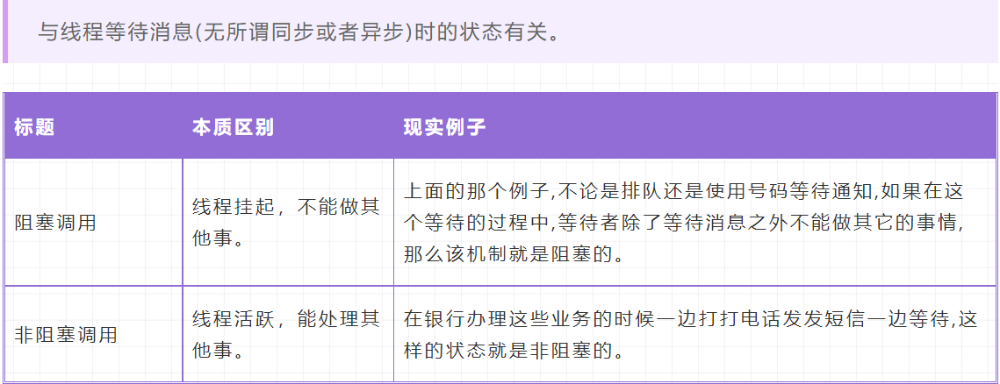 与线程等待消息(无所谓同步或者异步)时的状态有关。
标题 本质区别 现实例子
阻塞调用
线程挂起，不能做其
他事。
上面的那个例子,不论是排队还是使用号码等待通知,如果在这
个等待的过程中,等待者除了等待消息之外不能做其它的事情,
那么该机制就是阻塞的。
非阻塞调用
线程活跃，能处理其
他事。
在银行办理这些业务的时候一边打打电话发发短信一边等待,这
样的状态就是非阻塞的。